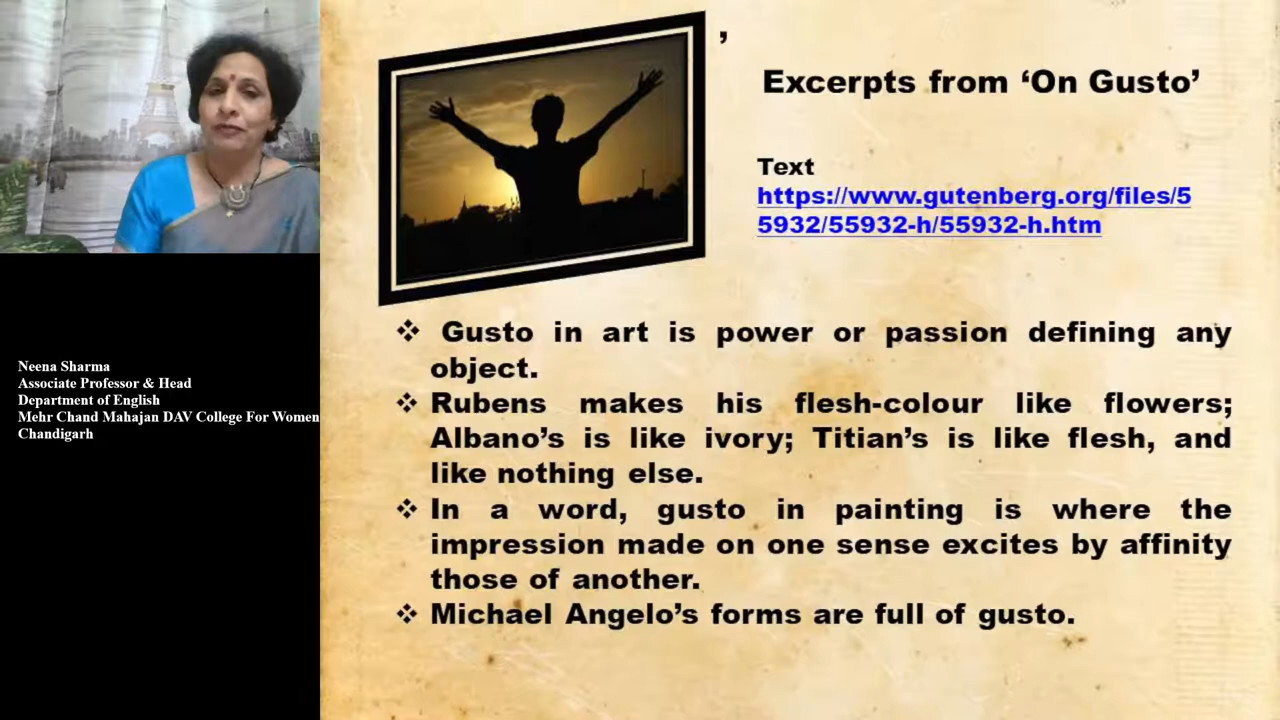 Neena Sharma
Associate Professor & Head
Department of English
Mehr Chand Mahajan DAV College For Women
Chandigarh
,
Excerpts from ‘On Gusto’
Text
https://www.gutenberg.org/files/5
5932/55932-h/55932-h.htm
❖ Gusto in art is power or passion defining any
object.
❖ Rubens makes his flesh-colour like flowers;
Albano’s is like ivory; Titian’s is like flesh, and
like nothing else.
❖ In a word, gusto in painting is where the
impression made on one sense excites by affinity
those of another.
❖ Michael Angelo’s forms are full of gusto.